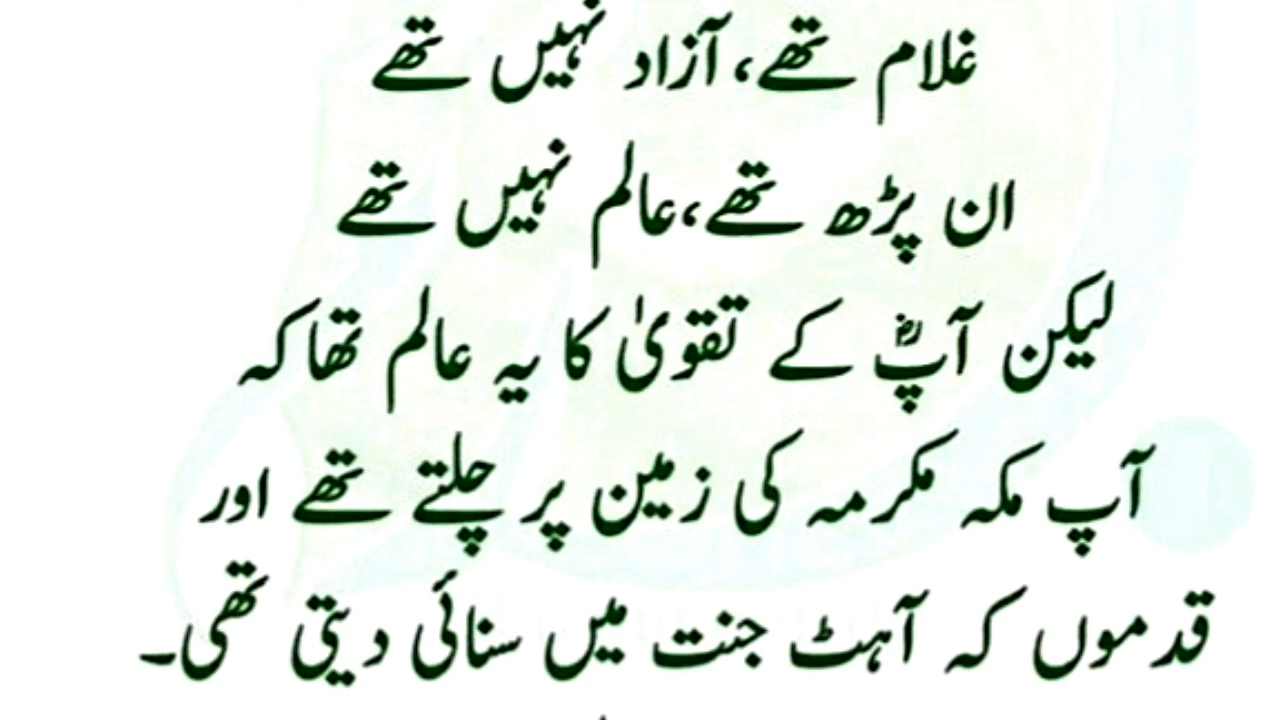 غلام تھے، آزاد نہیں تھے
ان پڑھ تھے، عالم نہیں تھے
لیکن آپؓ کے تقویٰ کا یہ عالم تھا کہ
آپ مکہ مکرمہ کی زمین پر چلتے تھے اور
قدموں کہ آہٹ جنت میں سنائی دیتی تھی۔